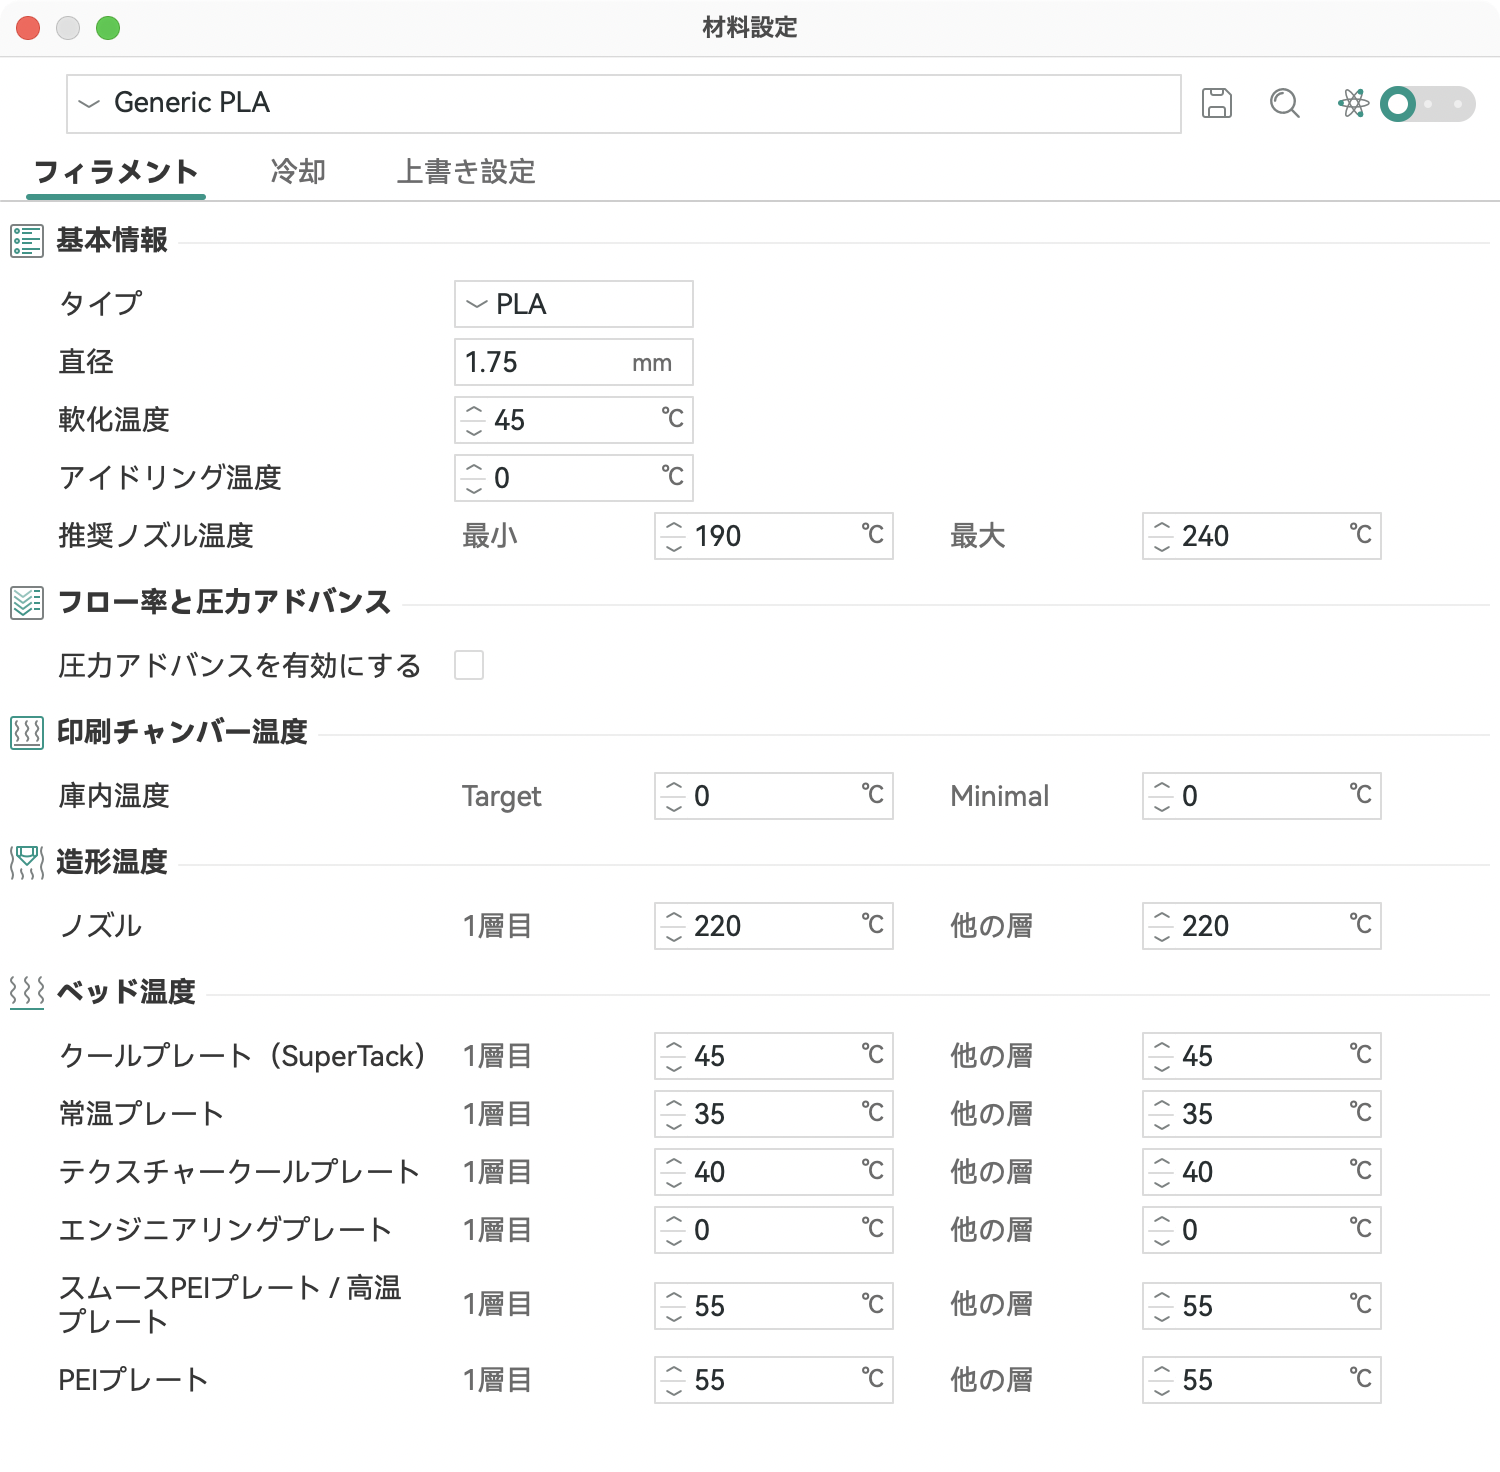 材料設定
Generic PLA
フィラメント 冷却 上書き設定
基本情報
タイプ PLA
直径 1.75 mm
軟化温度 45 ℃
アイドリング温度 0 ℃
推奨ノズル温度 最小 190 ℃ 最大 240 ℃
フロー率と圧力アドバンス
圧力アドバンスを有効にする
印刷チャンバー温度
庫内温度 Target 0 ℃ Minimal 0 ℃
造形温度
ノズル 1層目 220 ℃ 他の層 220 ℃
ベッド温度
クールプレート（SuperTack） 1層目 45 ℃ 他の層 45 ℃
常温プレート 1層目 35 ℃ 他の層 35 ℃
テクスチャークールプレート 1層目 40 ℃ 他の層 40 ℃
エンジニアリングプレート 1層目 0 ℃ 他の層 0 ℃
スムースPEIプレート / 高温
プレート 1層目 55 ℃ 他の層 55 ℃
PEIプレート 1層目 55 ℃ 他の層 55 ℃